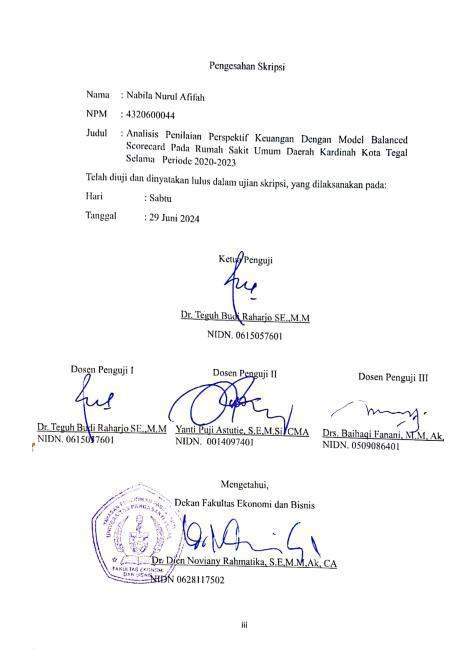 Pengesahan Skripsi
Nama : Nabila Nurul Afifah
NPM : 4320600044
Judul : Analisis Penilaian Perspektif Keuangan Dengan Model Balanced
Scorecard Pada Rumah Sakit Umum Daerah Kardinah Kota Tegal
Selama Periode 2020-2023
Telah diuji dan dinyatakan lulus dalam ujian skripsi, yang dilaksanakan pada:
Hari : Sabtu
Tanggal : 29 Juni 2024
Ketua Penguji
Dr. Teguh Budi Raharjo SE.,M.M
NIDN. 0615057601
Dosen Penguji I
Dr. Teguh Budi Raharjo SE.,M.M
NIDN. 0615057601
Dosen Penguji II
Yanti Puji Astutie, S.E,M.Si, CMA
NIDN. 0014097401
Dosen Penguji III
Drs. Baihaqi Fanani, M.M, Ak,
NIDN. 0509086401
Mengetahui,
Dekan Fakultas Ekonomi dan Bisnis
FAKULTAS EKONOMI
DAN BISNIS
Dr. Dien Noviany Rahmatika, S.E,M.M,Ak, CA
NIDN 0628117502
iii